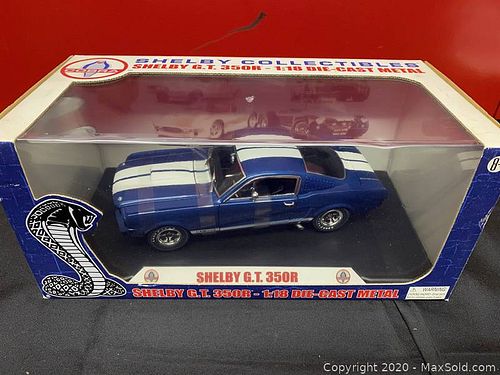 SHELBY COLLECTIBLES
SHELBY G.T. 350R - 1:18 DIE-CAST METAL
SHELBY G.T. 350R
SHELBY G.T. 350R - 1:18 DIE-CAST METAL
WARNING
8+
Copyright © 2020 - MaxSold.com